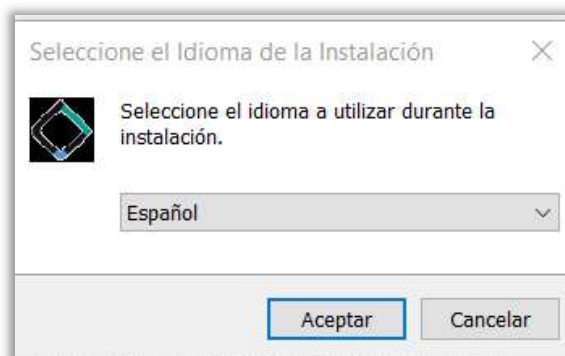 Seleccione el Idioma de la Instalación
Seleccione el idioma a utilizar durante la
instalación.
Español
Aceptar
Cancelar